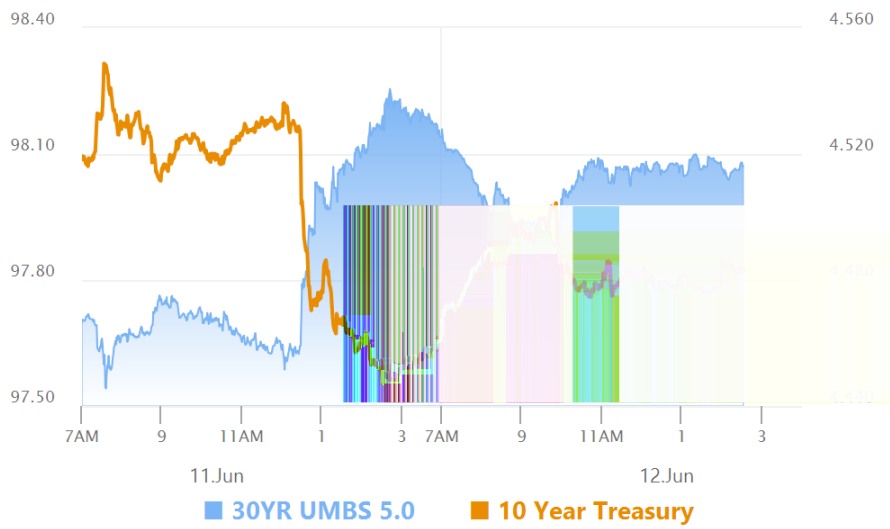 98.40 4.560
98.10 4.520
97.80
97.50
7AM 9 11AM 1 3 7AM 9 11AM 1 3
11.Jun 12.Jun
30YR UMBS 5.0 10 Year Treasury